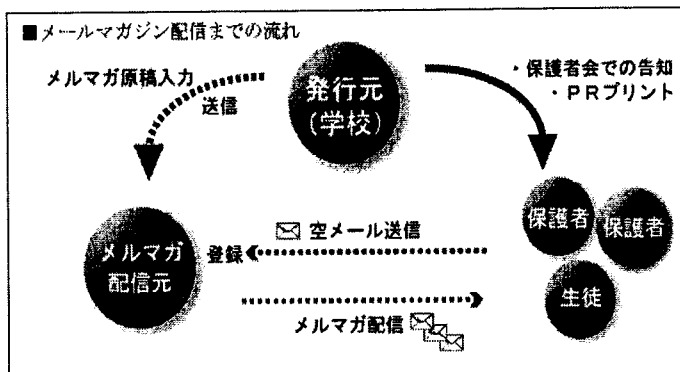 ■メールマガジン配信までの流れ
メルマガ原稿入力
送信
発行元
(学校)
・保護者会での告知
・PRプリント
保護者
保護者
生徒
空メール送信
登録
メルマガ
配信元
メルマガ配信